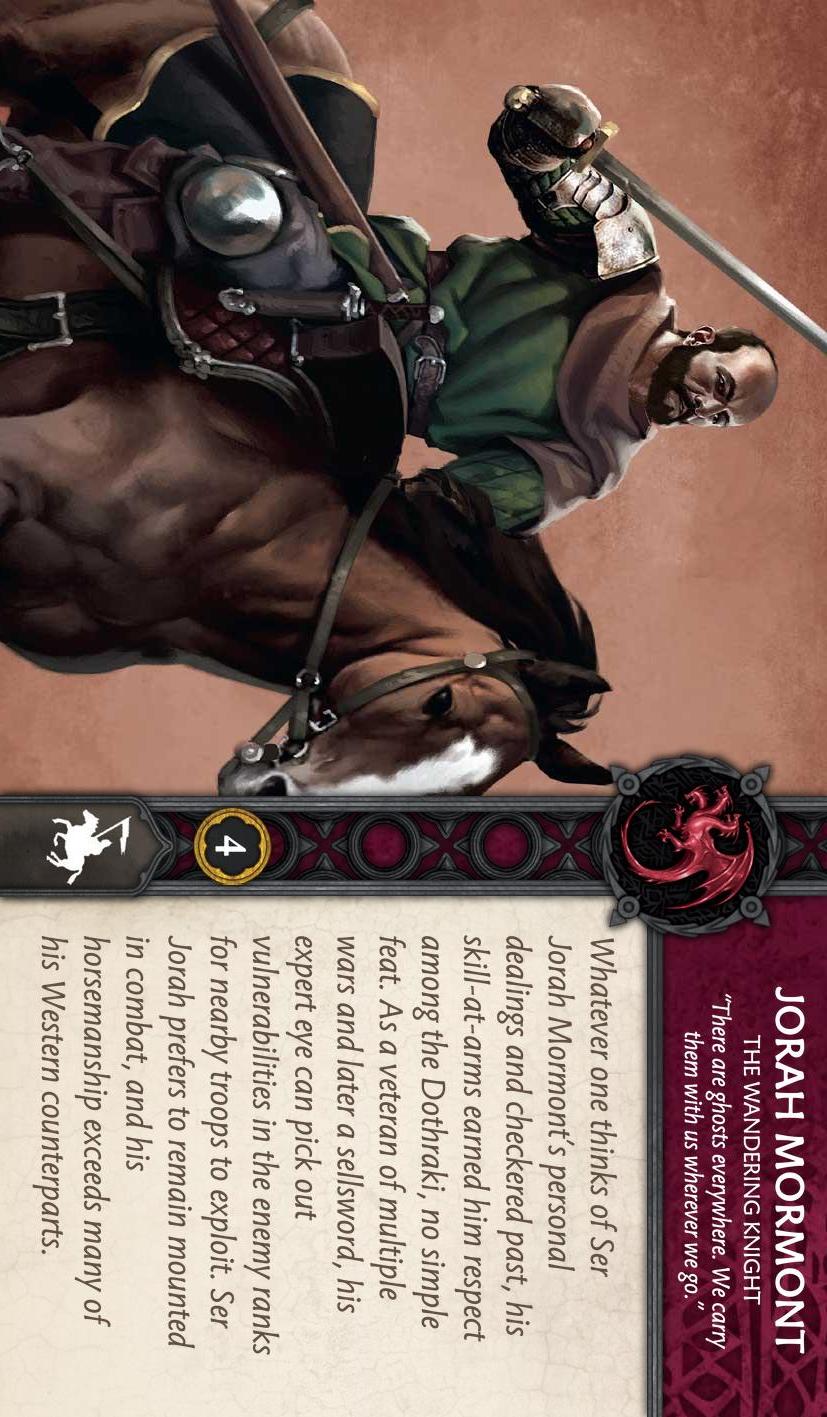 JORAH MORMONT
THE WANDERING KNIGHT
"There are ghosts everywhere. We carry
them with us wherever we go."
Whatever one thinks of Ser
Jorah Mormont's personal
dealings and checkered past, his
skill-at-arms earned him respect
among the Dothraki, no simple
feat. As a veteran of multiple
wars and later a sellsword, his
expert eye can pick out
vulnerabilities in the enemy ranks
for nearby troops to exploit. Ser
Jorah prefers to remain mounted
in combat, and his
horsemanship exceeds many of
his Western counterparts.
4